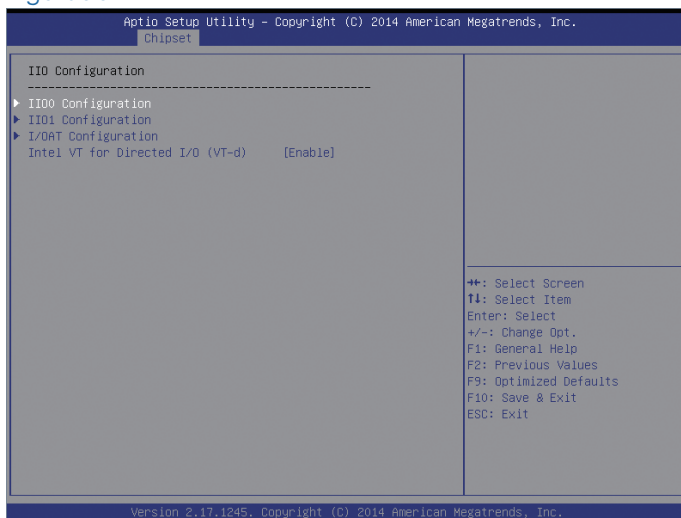 Aptio Setup Utility – Copyright (C) 2014 American Megatrends, Inc.
Chipset
IIO Configuration
--------------------------------------------------
▶ IIO0 Configuration
▶ IIO1 Configuration
▶ I/OAT Configuration
Intel VT for Directed I/O (VT-d) [Enable]
→←: Select Screen
↑↓: Select Item
Enter: Select
+/-: Change Opt.
F1: General Help
F2: Previous Values
F9: Optimized Defaults
F10: Save & Exit
ESC: Exit
Version 2.17.1245. Copyright (C) 2014 American Megatrends, Inc.